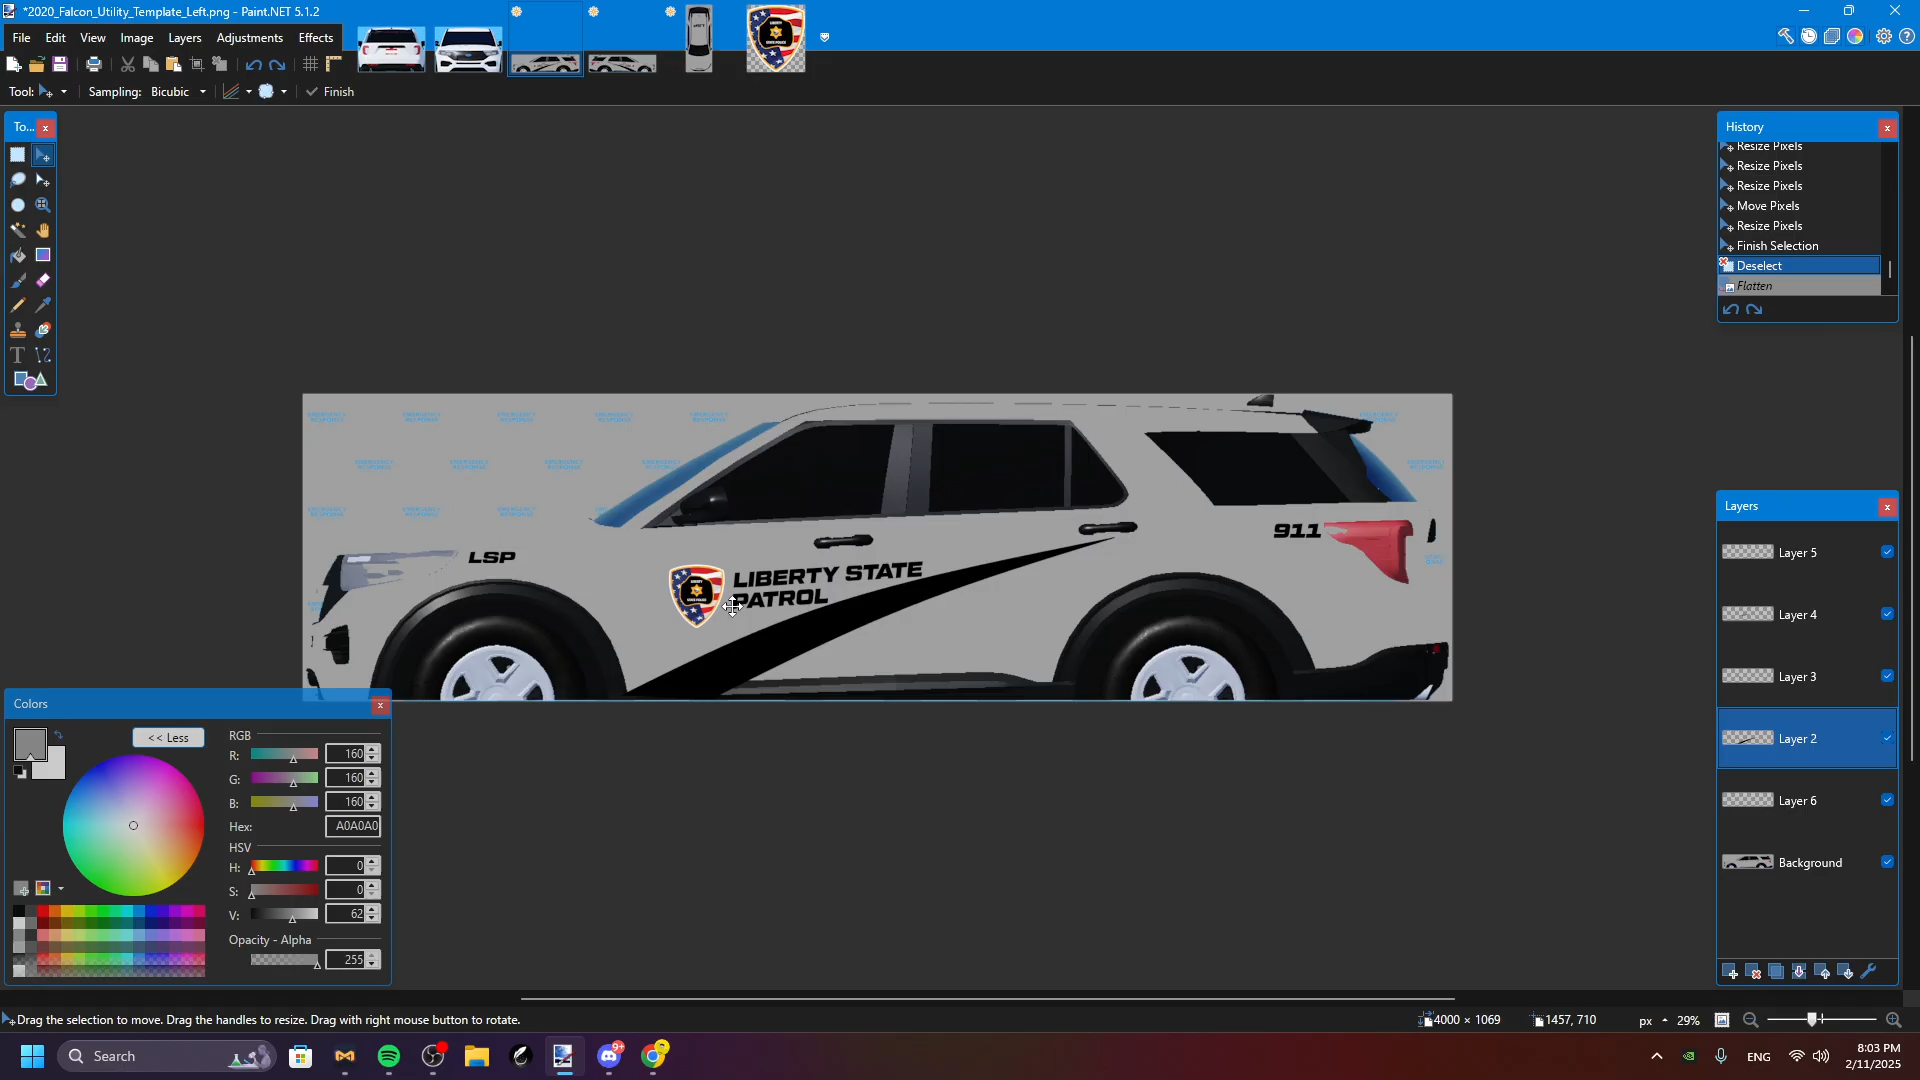 *2020_Falcon_Utility_Template_Left.png - Paint.NET 5.1.2
File Edit View Image Layers Adjustments Effects
Tool: Sampling: Bicubic Finish
To...
History
Resize Pixels
Resize Pixels
Resize Pixels
Move Pixels
Resize Pixels
Finish Selection
Deselect
Flatten
LSP
911
LIBERTY STATE
PATROL
Layers
Layer 5
Layer 4
Layer 3
Layer 2
Layer 6
Background
Colors
<< Less
RGB
R: 160
G: 160
B: 160
Hex: A0A0A0
HSV
H: 0
S: 0
V: 62
Opacity - Alpha
255
Drag the selection to move. Drag the handles to resize. Drag with right mouse button to rotate.
4000 × 1069
1457, 710
px
29%
Search
9+
ENG
8:03 PM
2/11/2025